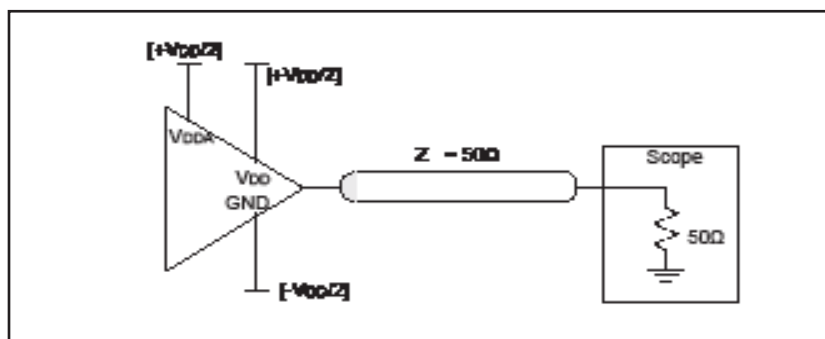 [+VDD/2]
[+VDD/2]
VDDA
Z = 50Ω
Scope
VDD
GND
50Ω
[-VDD/2]